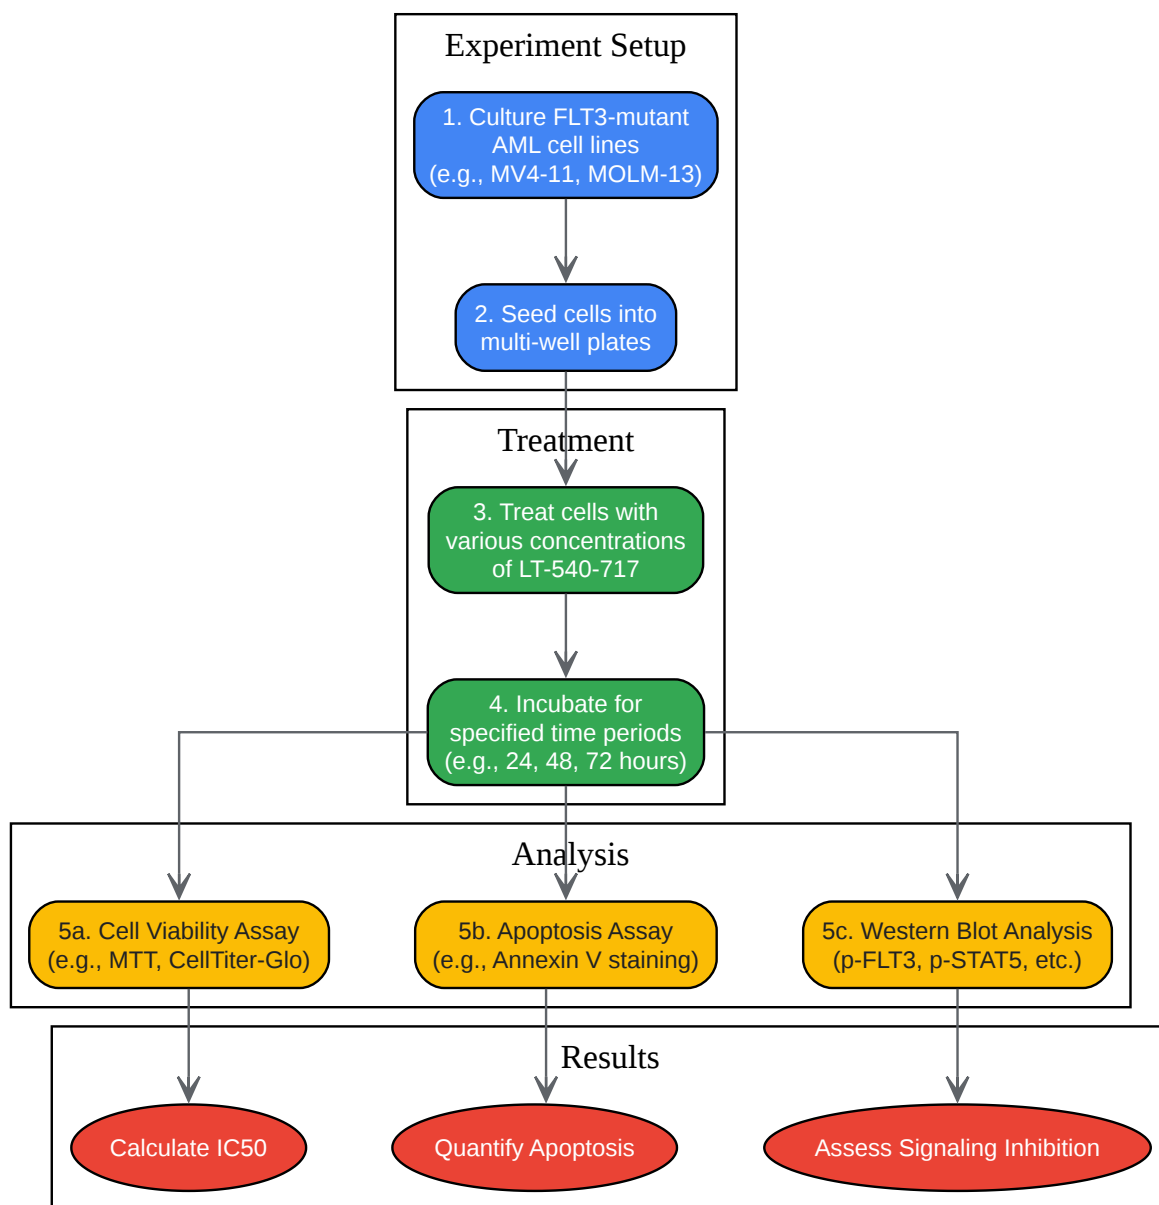 Experiment Setup
1. Culture FLT3-mutant
AML cell lines
(e.g., MV4-11, MOLM-13)
2. Seed cells into
multi-well plates
Treatment
3. Treat cells with
various concentrations
of LT-540-717
4. Incubate for
specified time periods
(e.g., 24, 48, 72 hours)
Analysis
5a. Cell Viability Assay
(e.g., MTT, CellTiter-Glo)
5b. Apoptosis Assay
(e.g., Annexin V staining)
5c. Western Blot Analysis
(p-FLT3, p-STAT5, etc.)
Results
Calculate IC50
Quantify Apoptosis
Assess Signaling Inhibition